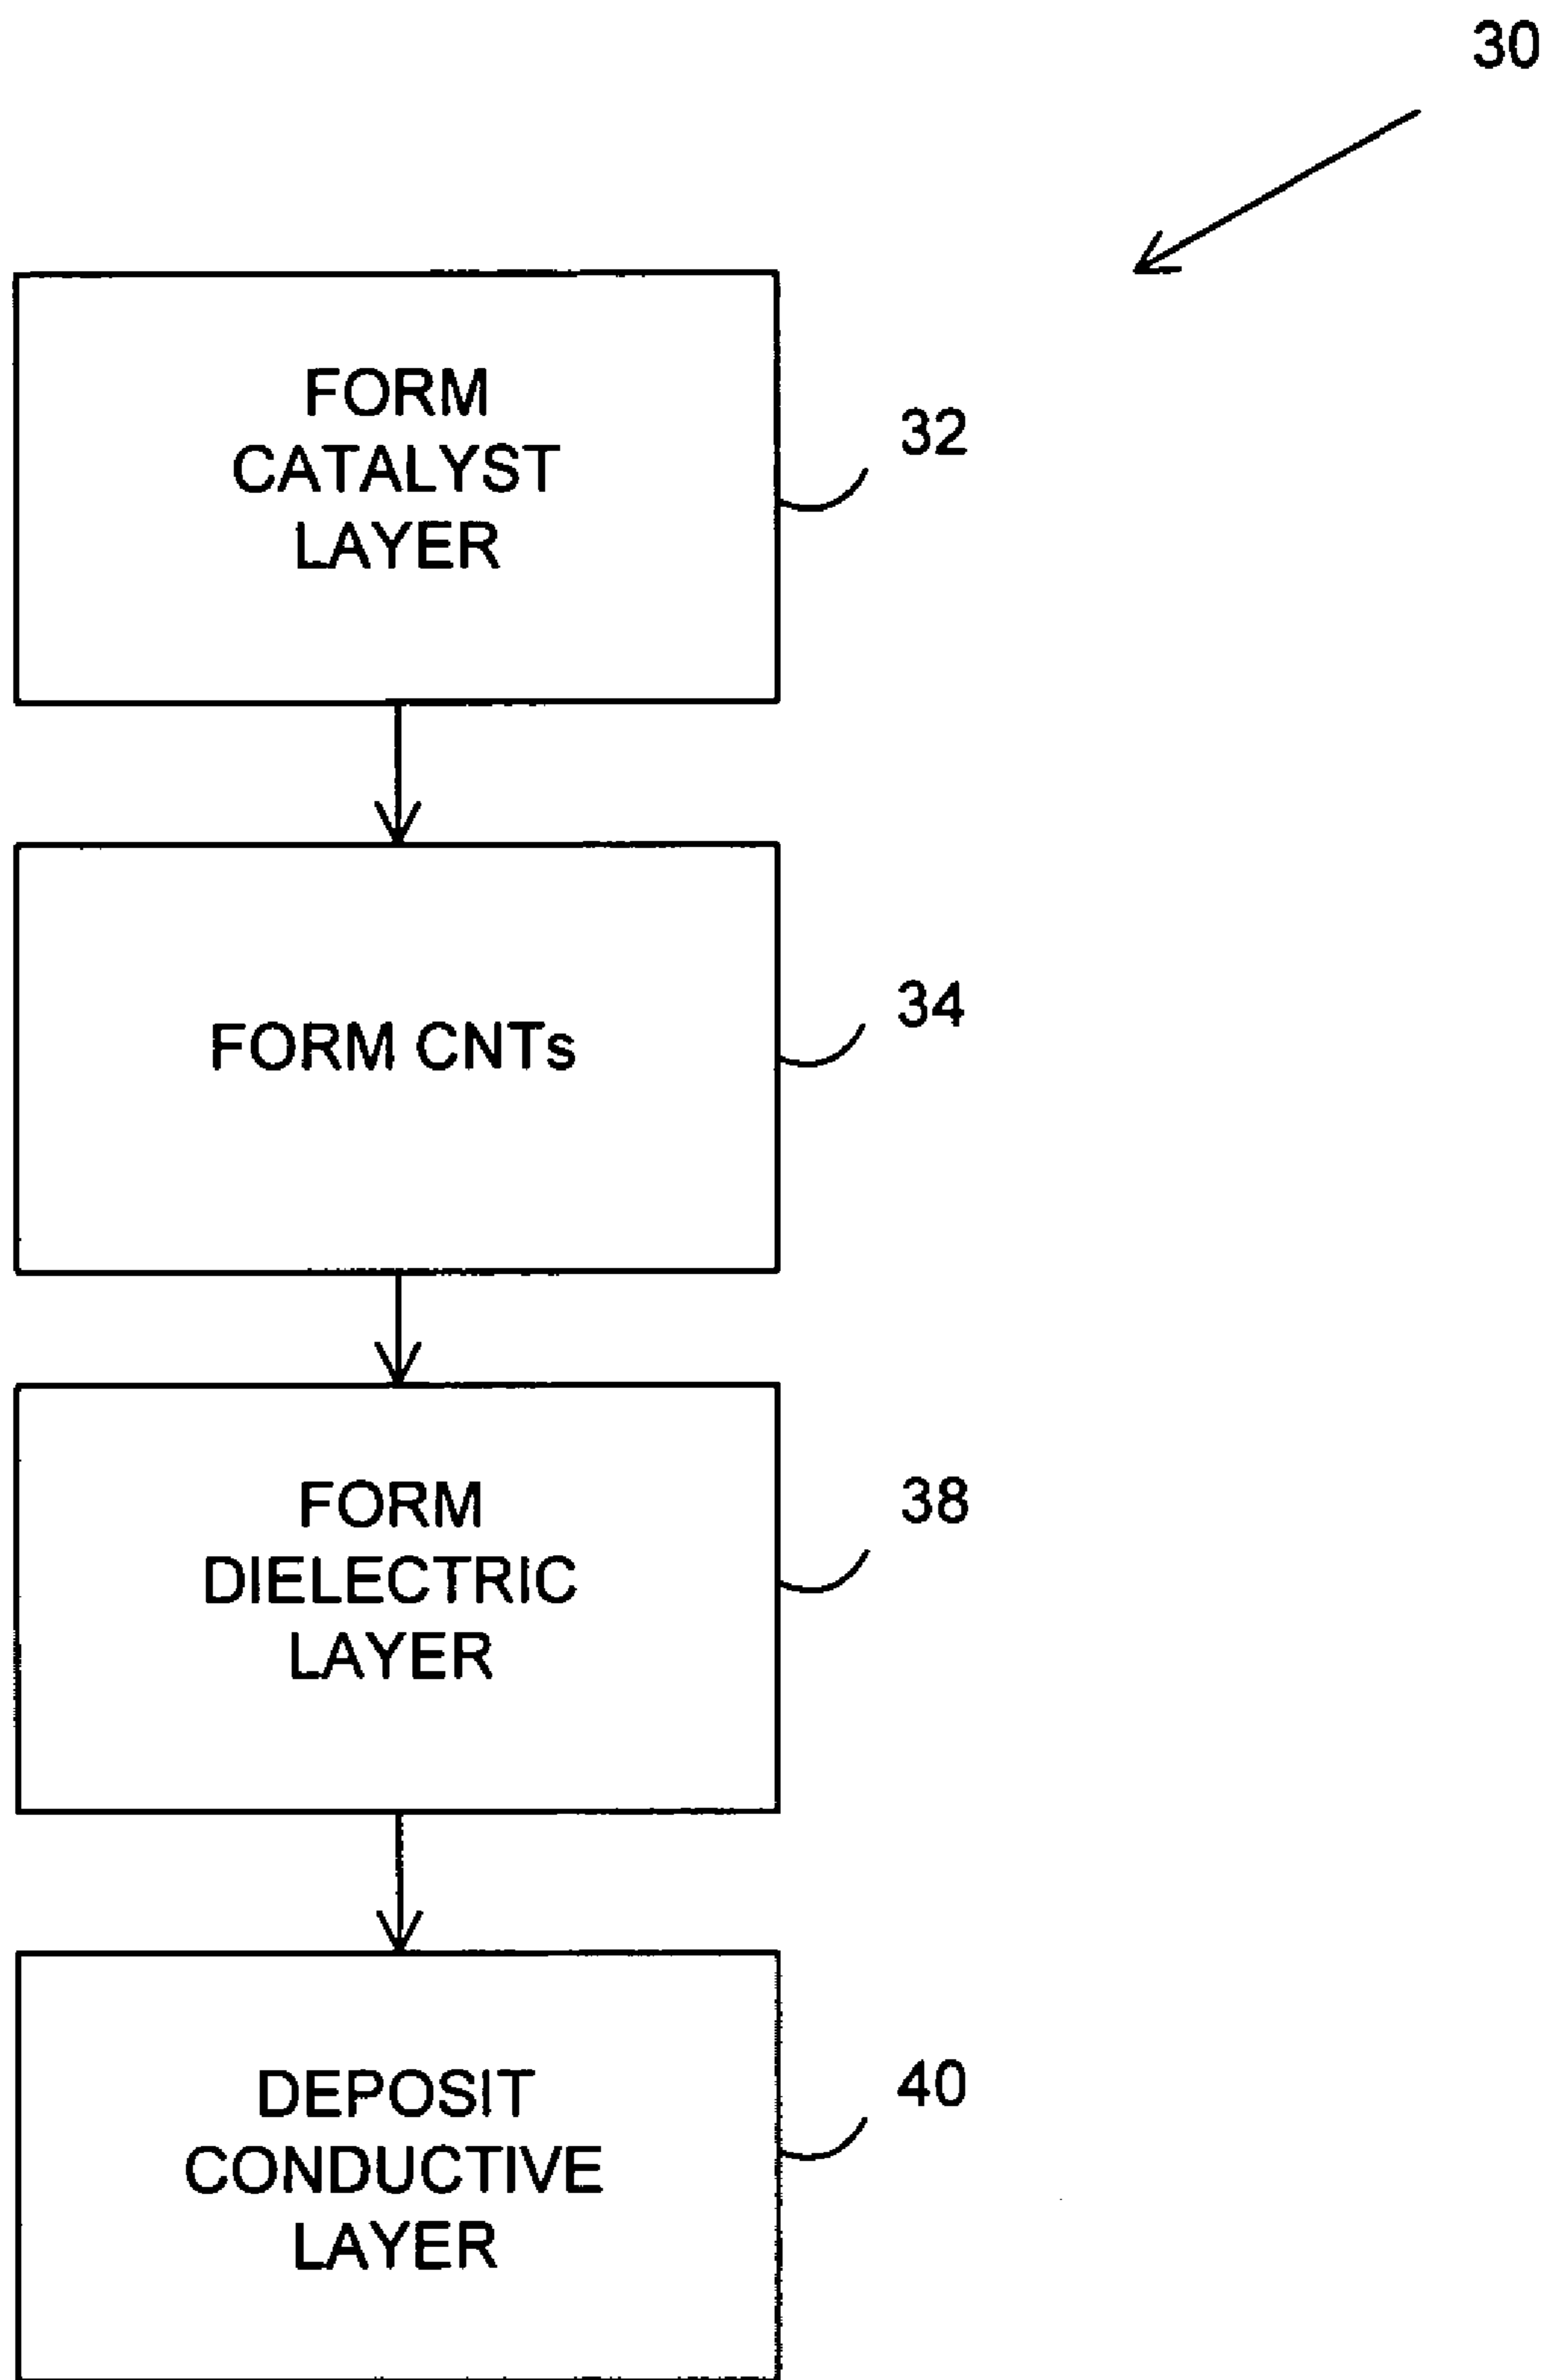 30
FORM
CATALYST
LAYER
32
FORM CNTs
34
FORM
DIELECTRIC
LAYER
38
DEPOSIT
CONDUCTIVE
LAYER
40